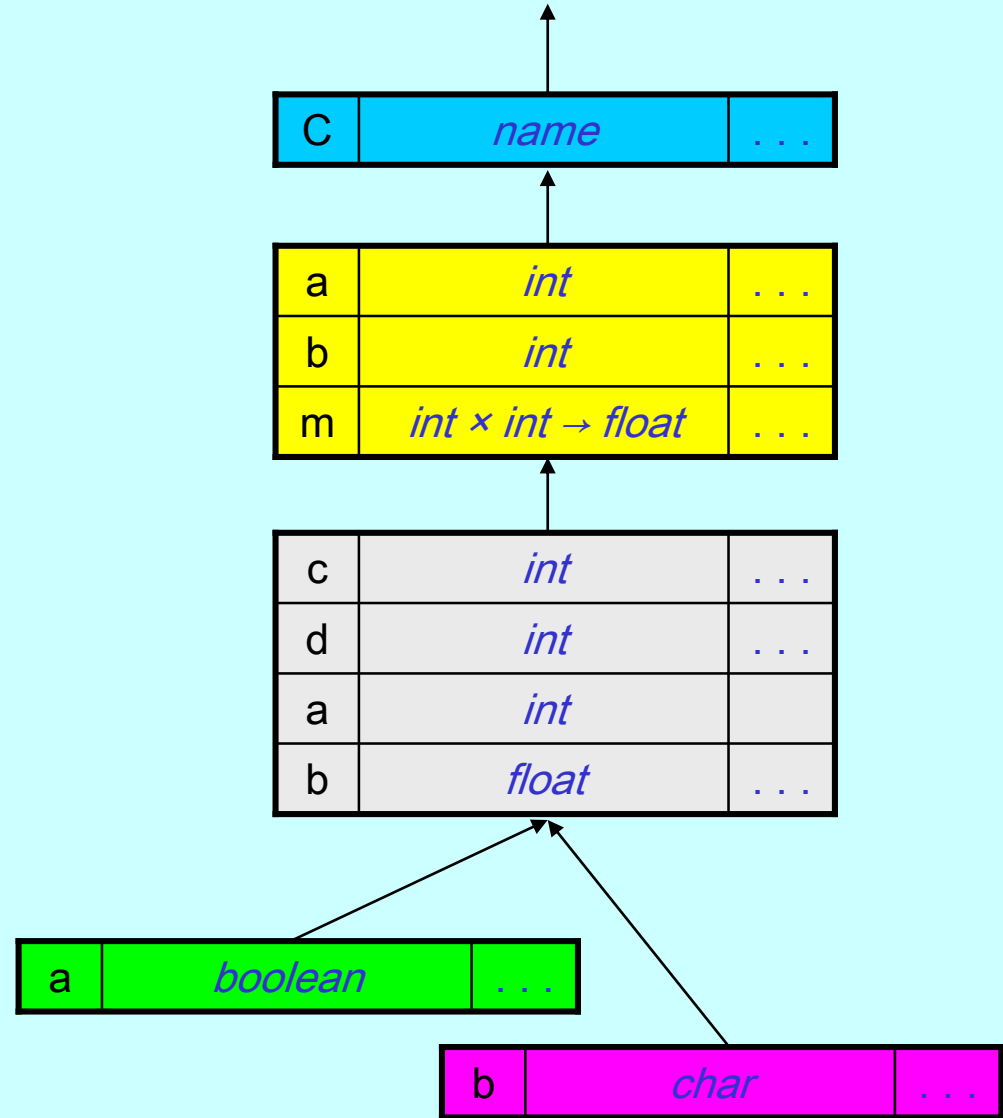 C name . . .
a int . . .
b int . . .
m int × int → float . . .
c int . . .
d int . . .
a int
b float . . .
a boolean . . .
b char . . .